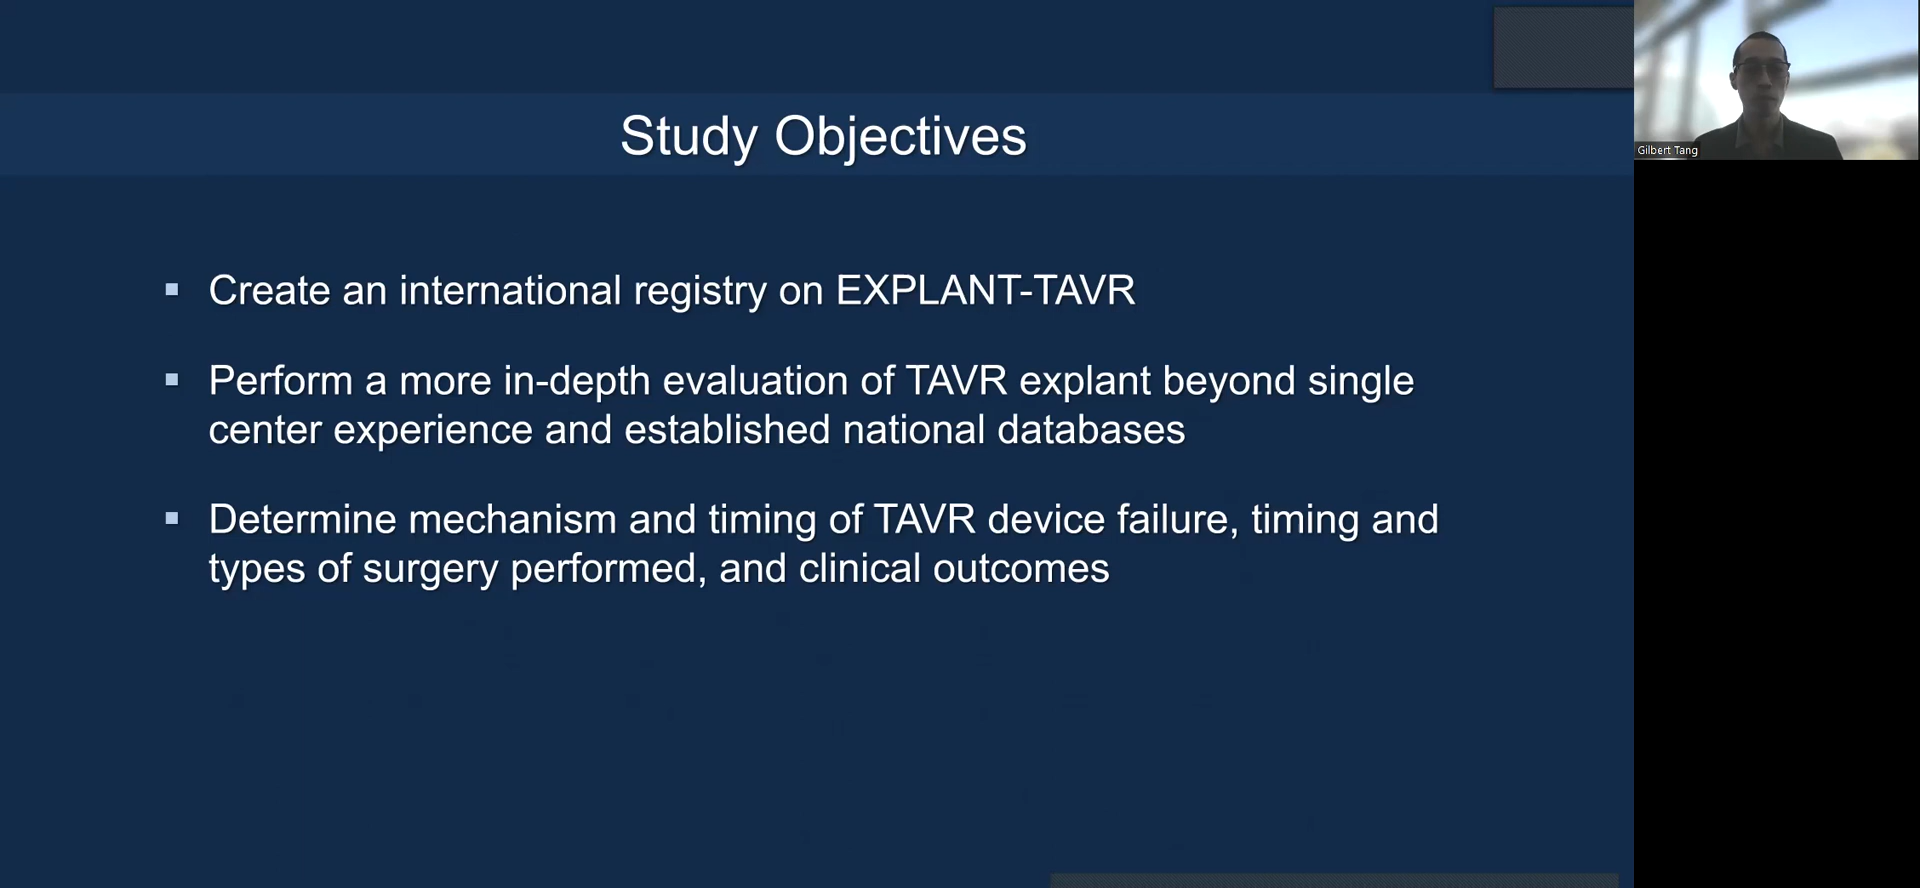 Study Objectives
Create an international registry on EXPLANT-TAVR
Perform a more in-depth evaluation of TAVR explant beyond single
center experience and established national databases
Determine mechanism and timing of TAVR device failure, timing and
types of surgery performed, and clinical outcomes
Gilbert Tang